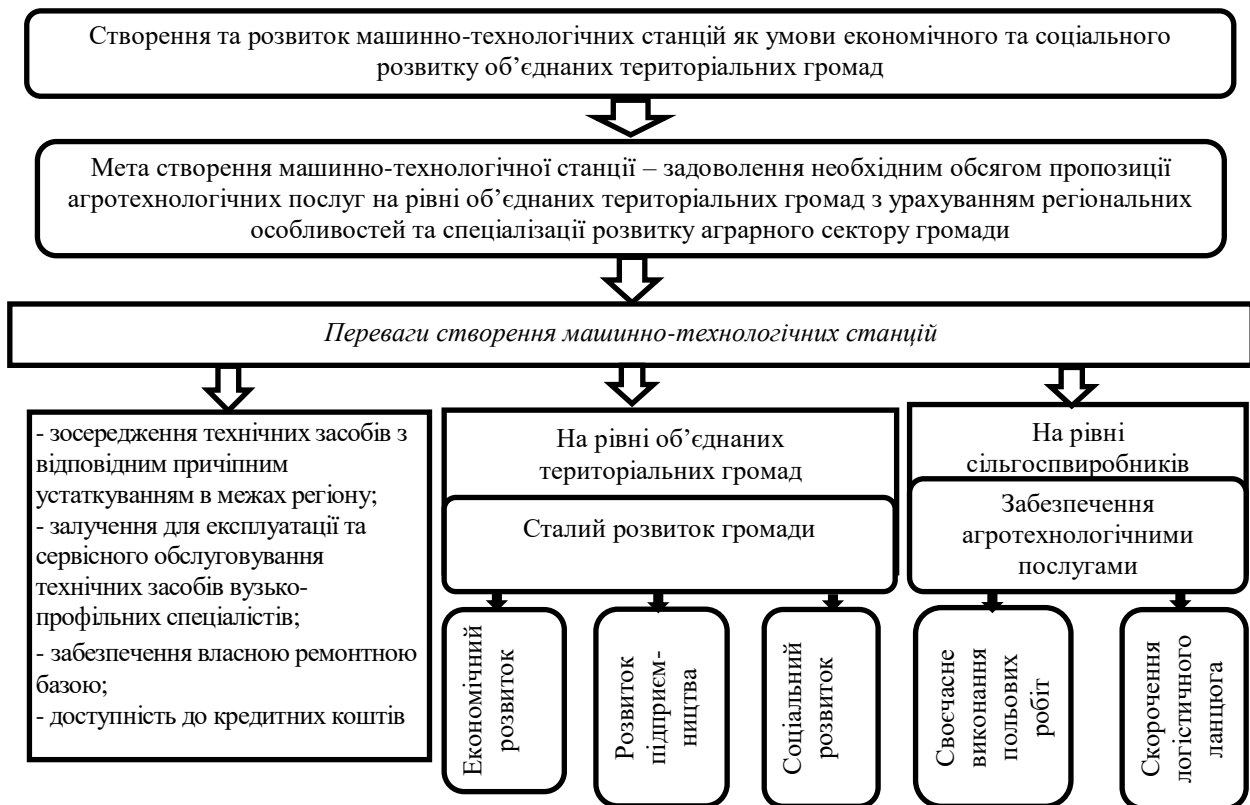 Створення та розвиток машинно-технологічних станцій як умови економічного та соціального
розвитку об’єднаних територіальних громад
Мета створення машинно-технологічної станції – задоволення необхідним обсягом пропозиції
агротехнологічних послуг на рівні об’єднаних територіальних громад з урахуванням регіональних
особливостей та спеціалізації розвитку аграрного сектору громади
Переваги створення машинно-технологічних станцій
- зосередження технічних засобів з
відповідним причіпним
устаткуванням в межах регіону;
- залучення для експлуатації та
сервісного обслуговування
технічних засобів вузько-
профільних спеціалістів;
- забезпечення власною ремонтною
базою;
- доступність до кредитних коштів
На рівні об’єднаних
територіальних громад
Сталий розвиток громади
Економічний
розвиток
Розвиток
підприєм-
ництва
Соціальний
розвиток
На рівні
сільгоспвиробників
Забезпечення
агротехнологічними
послугами
Своєчасне
виконання
польових
робіт
Скорочення
логістичного
ланцюга